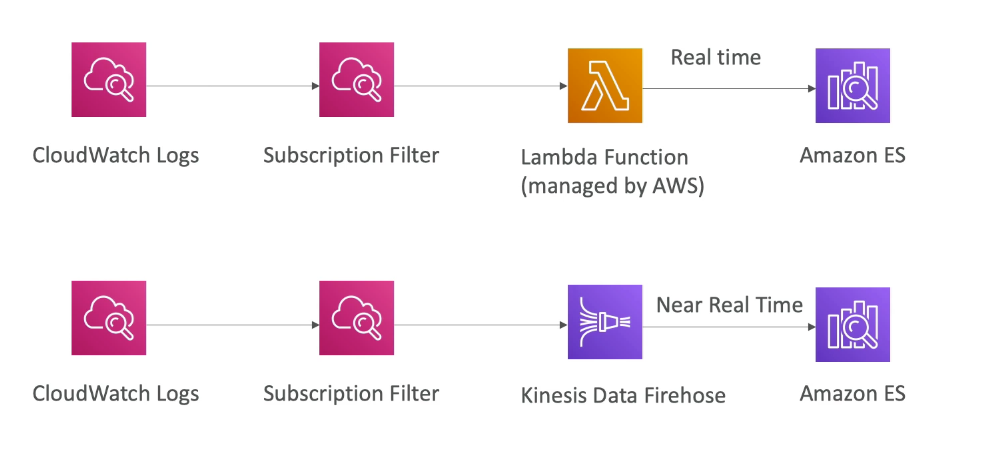 Real time
CloudWatch Logs
Subscription Filter
Lambda Function
(managed by AWS)
Amazon ES
Near Real Time
CloudWatch Logs
Subscription Filter
Kinesis Data Firehose
Amazon ES